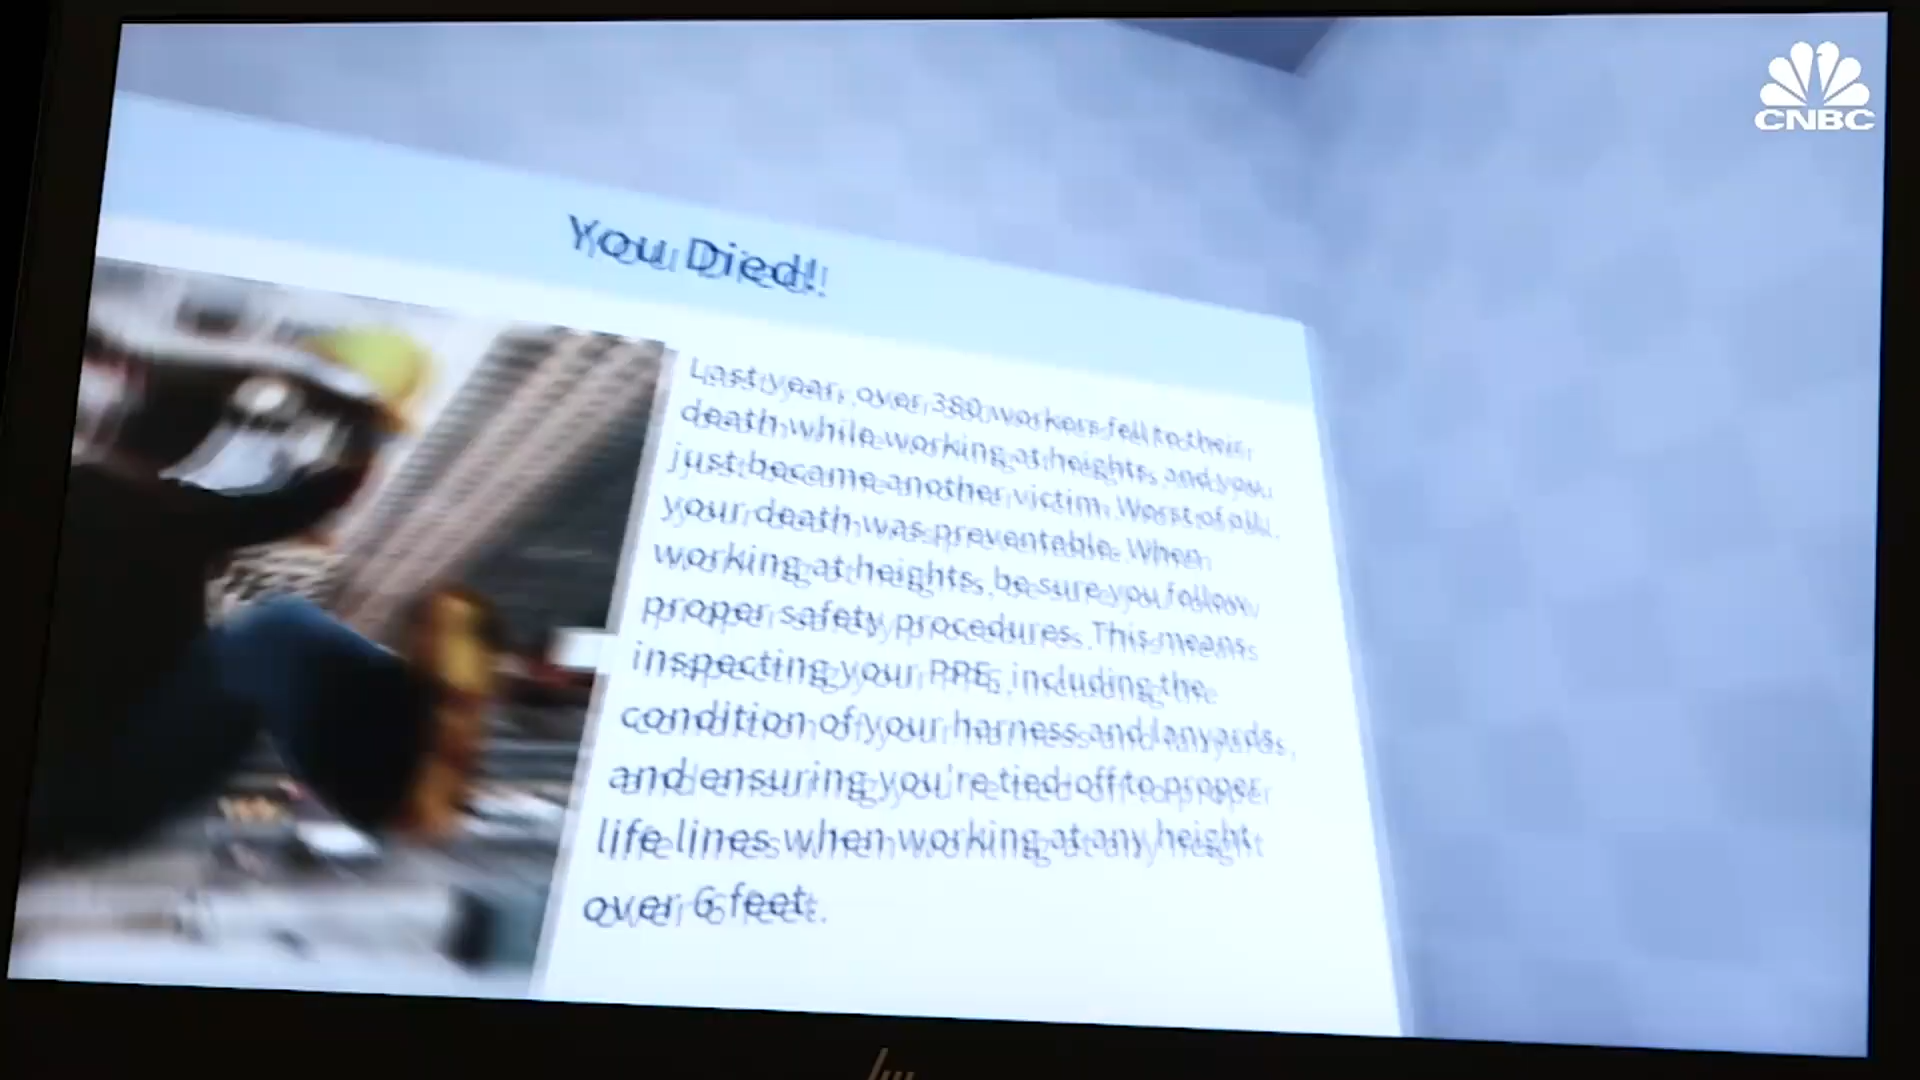 CNBC
You Died!
Last year, over 380 workers fell to their
death while working at heights, and you
just became another victim. Worst of all,
your death was preventable. When
working at heights, be sure you follow
proper safety procedures. This means
inspecting your PPE, including the
condition of your harness and lanyards,
and ensuring you're tied-off to proper
life lines when working at any height
over 6 feet.
hp